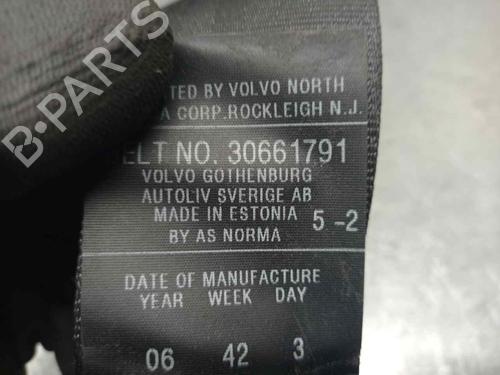 TED BY VOLVO NORTH
A CORP.ROCKLEIGH N.J.
ELT NO. 30661791
VOLVO GOTHENBURG
AUTOLIV SVERIGE AB
MADE IN ESTONIA 5-2
BY AS NORMA
DATE OF MANUFACTURE
YEAR WEEK DAY
06 42 3
B-PARTS